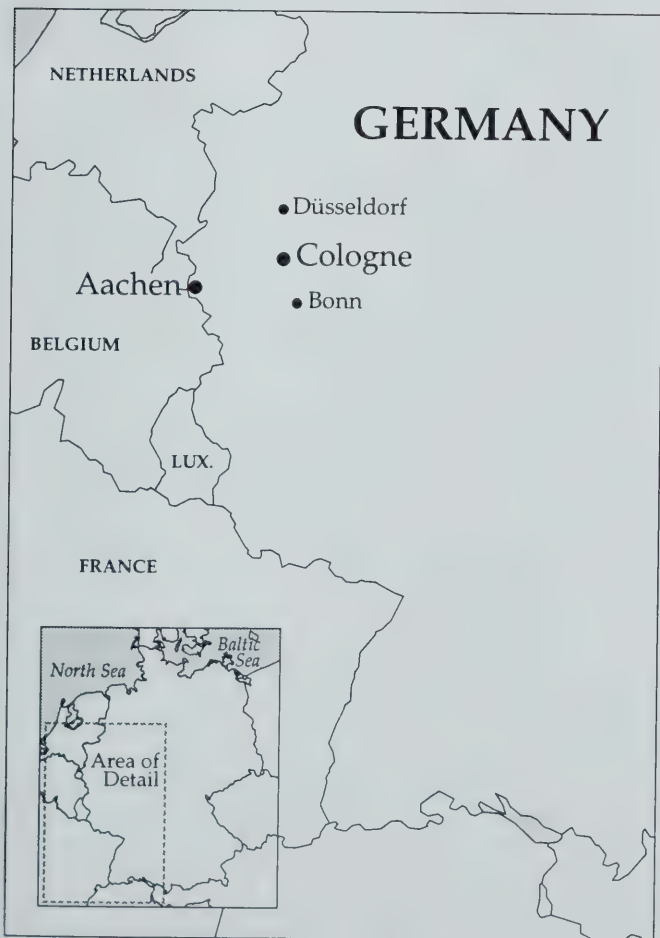 NETHERLANDS
GERMANY
Düsseldorf
Cologne
Aachen
Bonn
BELGIUM
LUX.
FRANCE
North Sea
Baltic
Sea
Area of
Detail